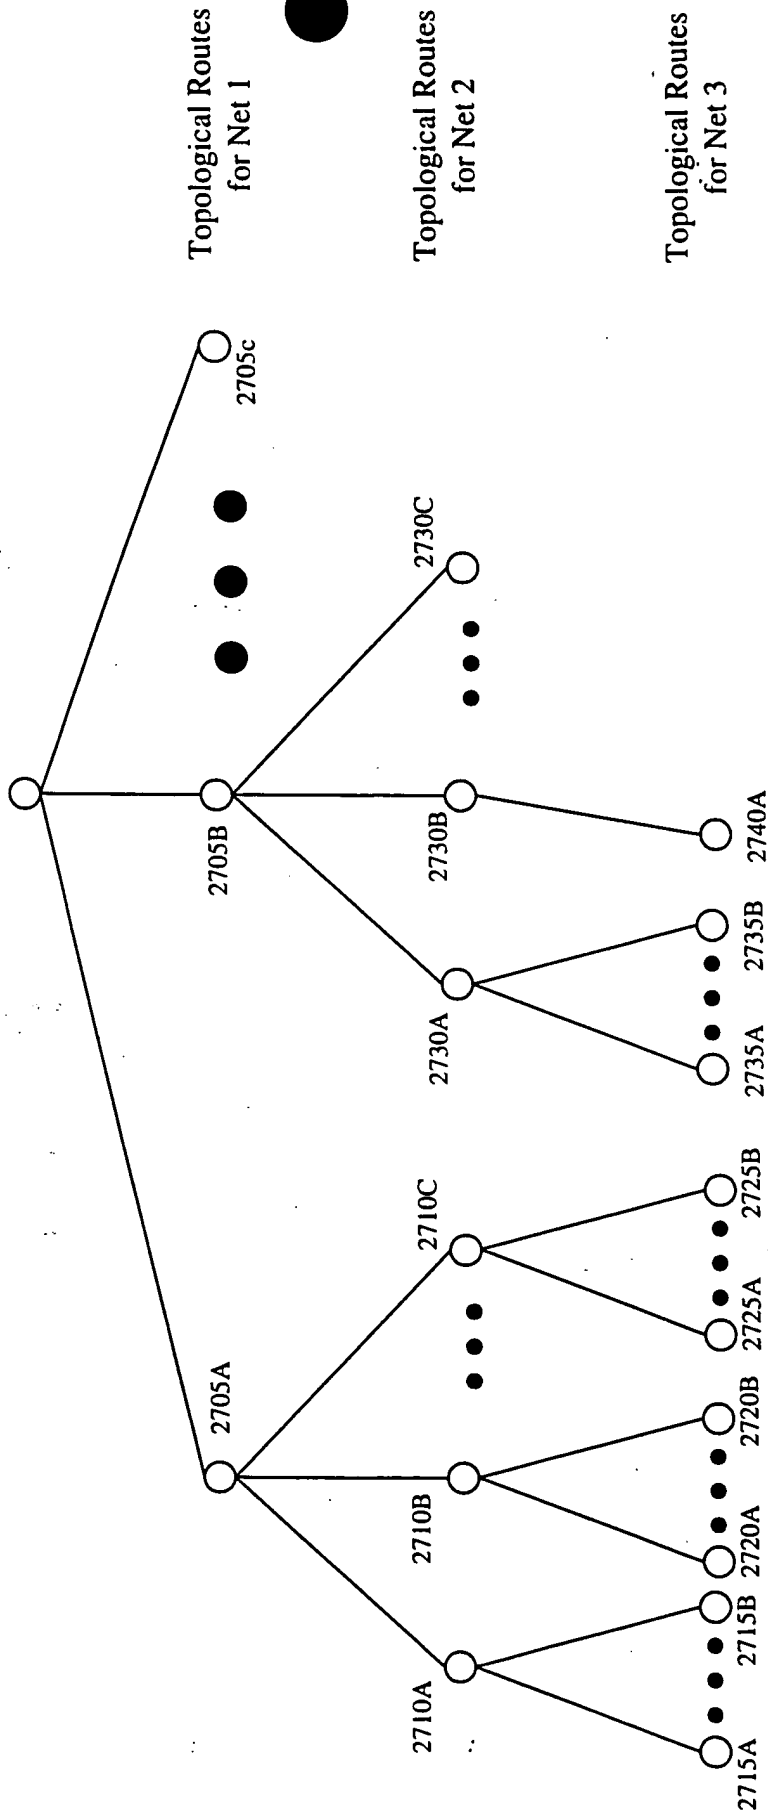 2705A
2705B
2705c
Topological Routes
for Net 1
2710A
2710B
2710C
2730A
2730B
2730C
Topological Routes
for Net 2
2715A
2715B
2720A
2720B
2725A
2725B
2735A
2735B
2740A
Topological Routes
for Net 3